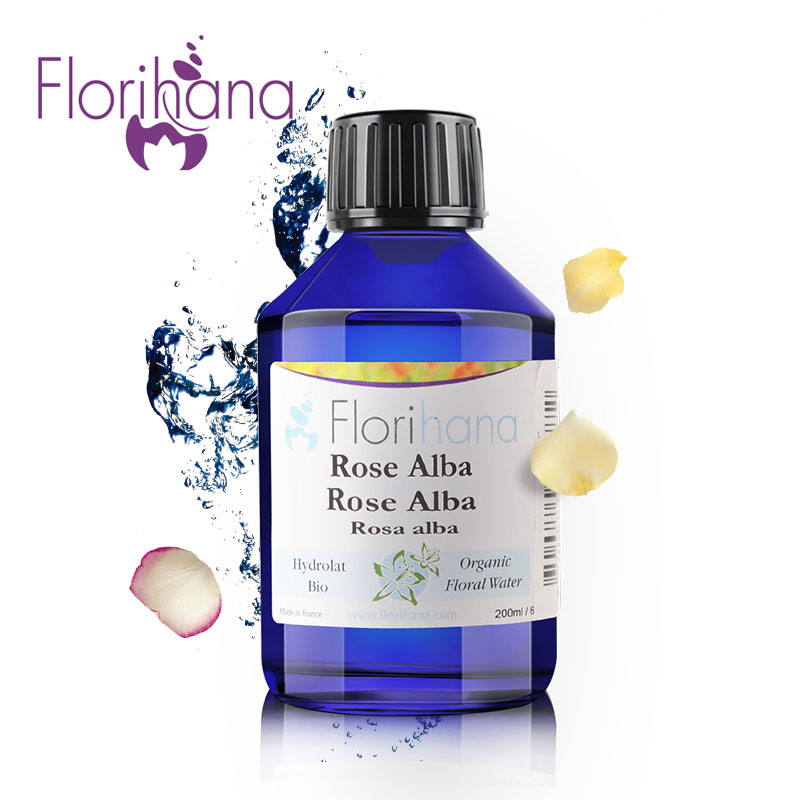 Florihana
Florihana
Rose Alba
Rose Alba
Rosa alba
Hydrolat
Bio
Organic
Floral Water
Made in France
www.florihana.com
200ml / 6